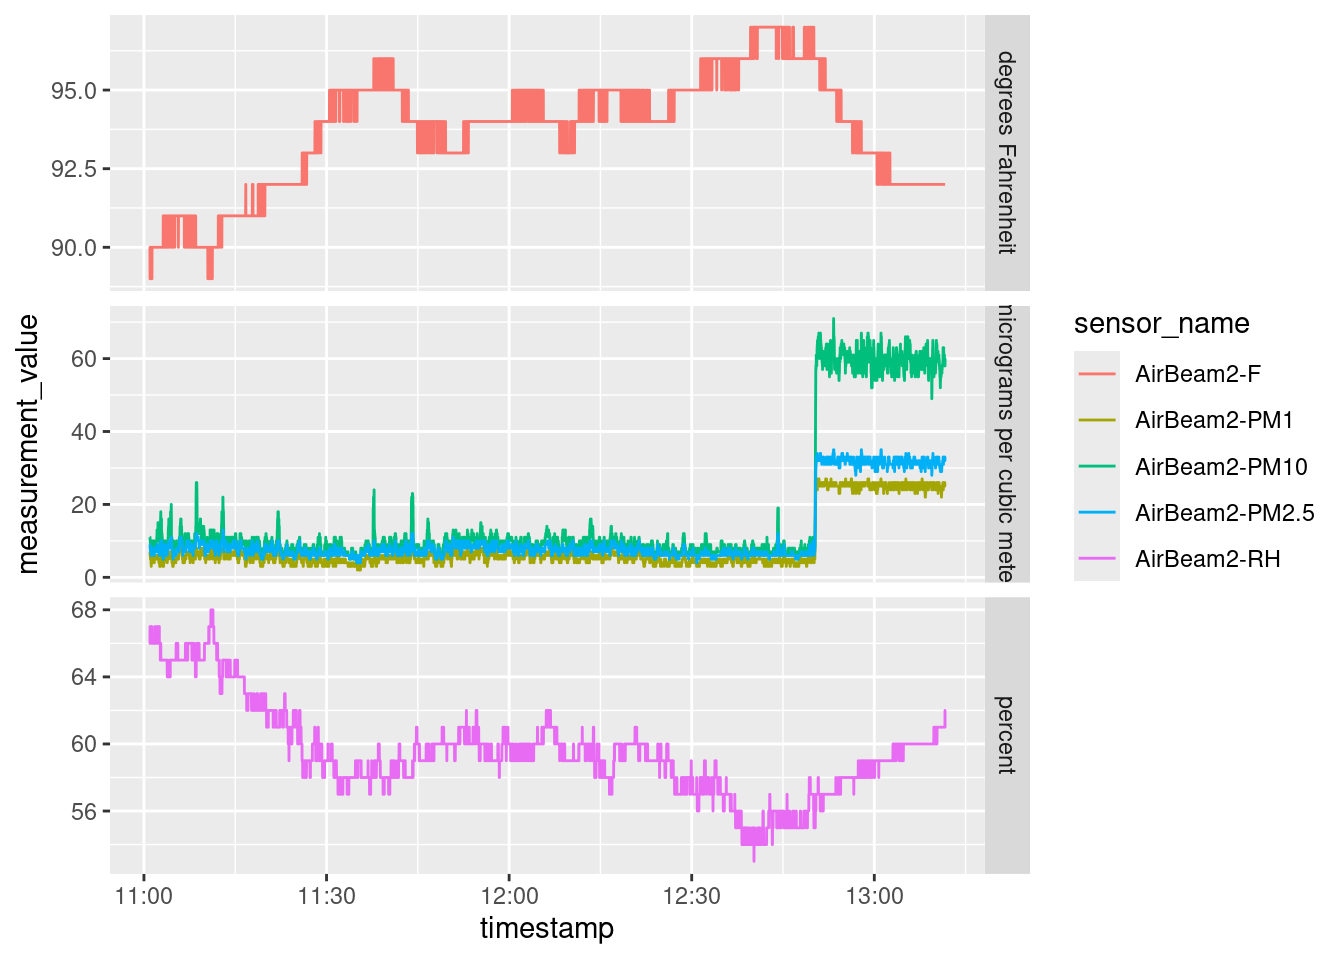 95.0
92.5
90.0
degrees Fahrenheit
measurement_value
60
40
20
0
micrograms per cubic mete
68
64
60
56
percent
11:00
11:30
12:00
12:30
13:00
timestamp
sensor_name
AirBeam2-F
AirBeam2-PM1
AirBeam2-PM10
AirBeam2-PM2.5
AirBeam2-RH